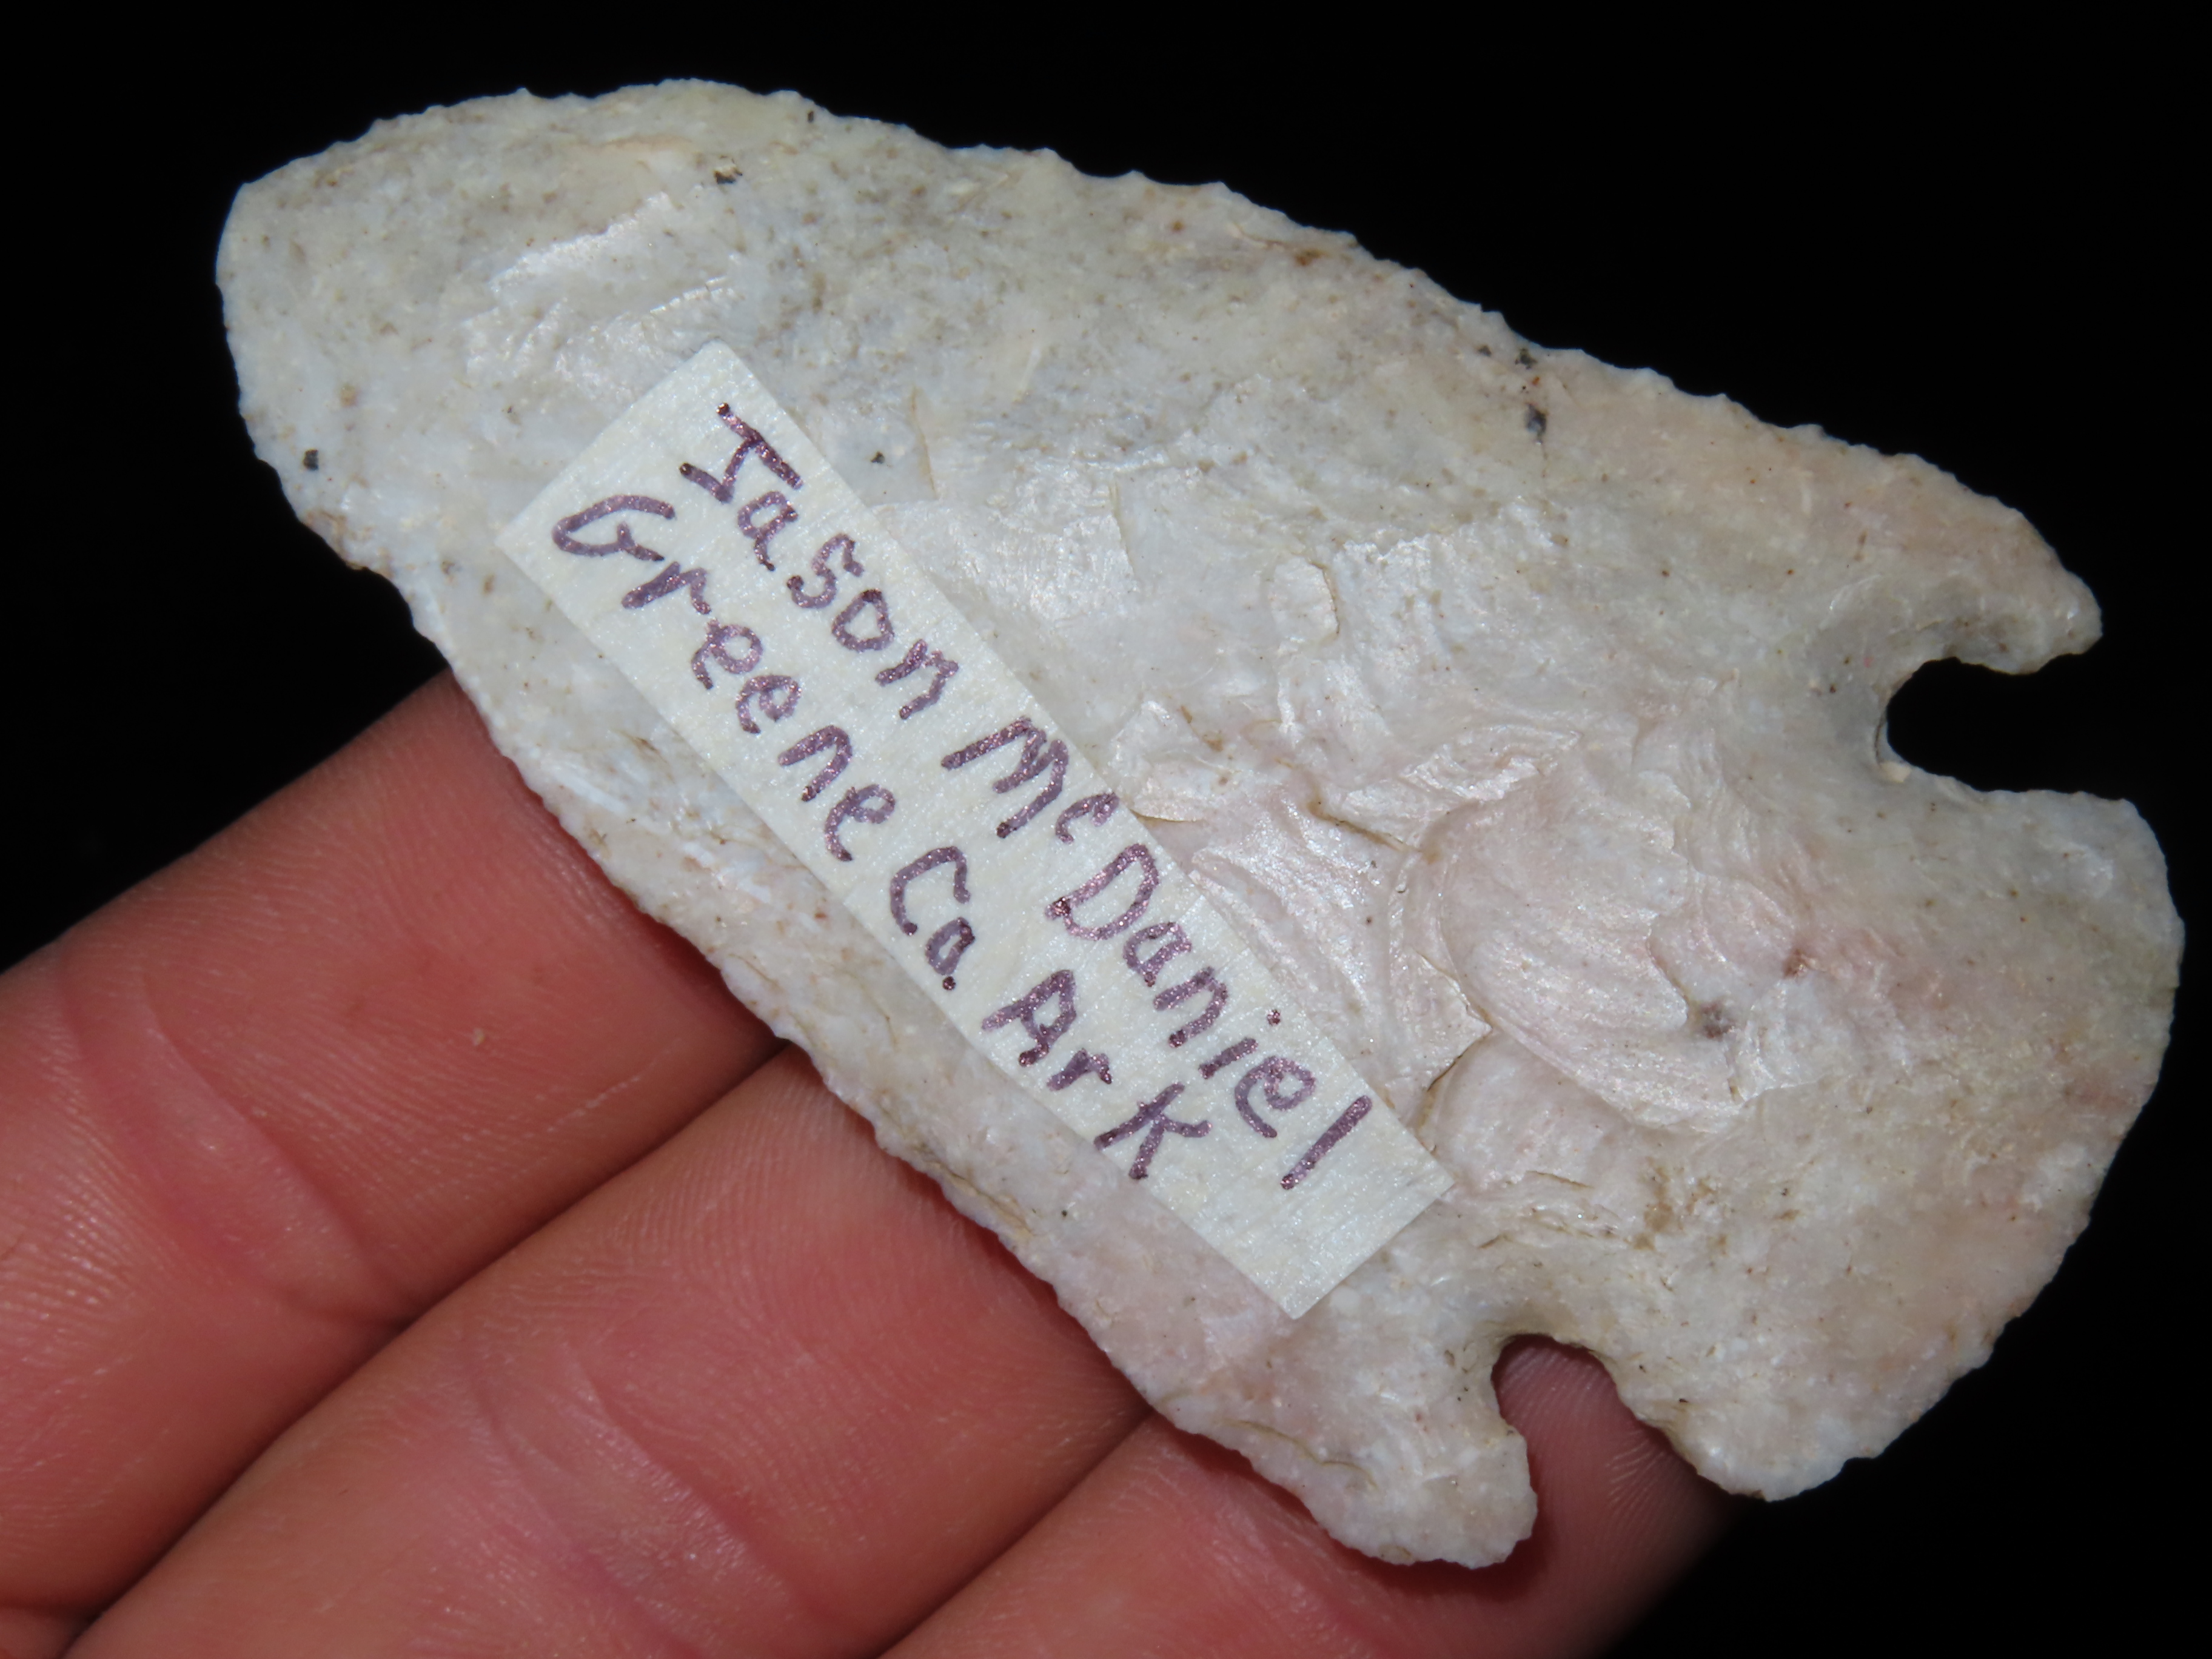 Jason McDaniel
Greene Co. Ark